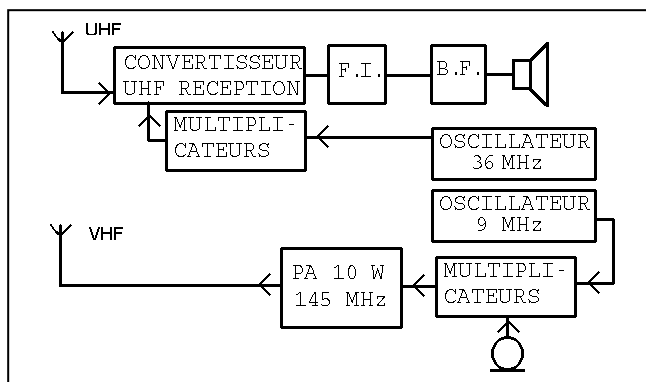 UHF
CONVERTISSEUR
UHF RECEPTION
F.I.
B.F.
MULTIPLI-
CATEURS
OSCILLATEUR
36 MHz
OSCILLATEUR
9 MHz
VHF
PA 10 W
145 MHz
MULTIPLI-
CATEURS